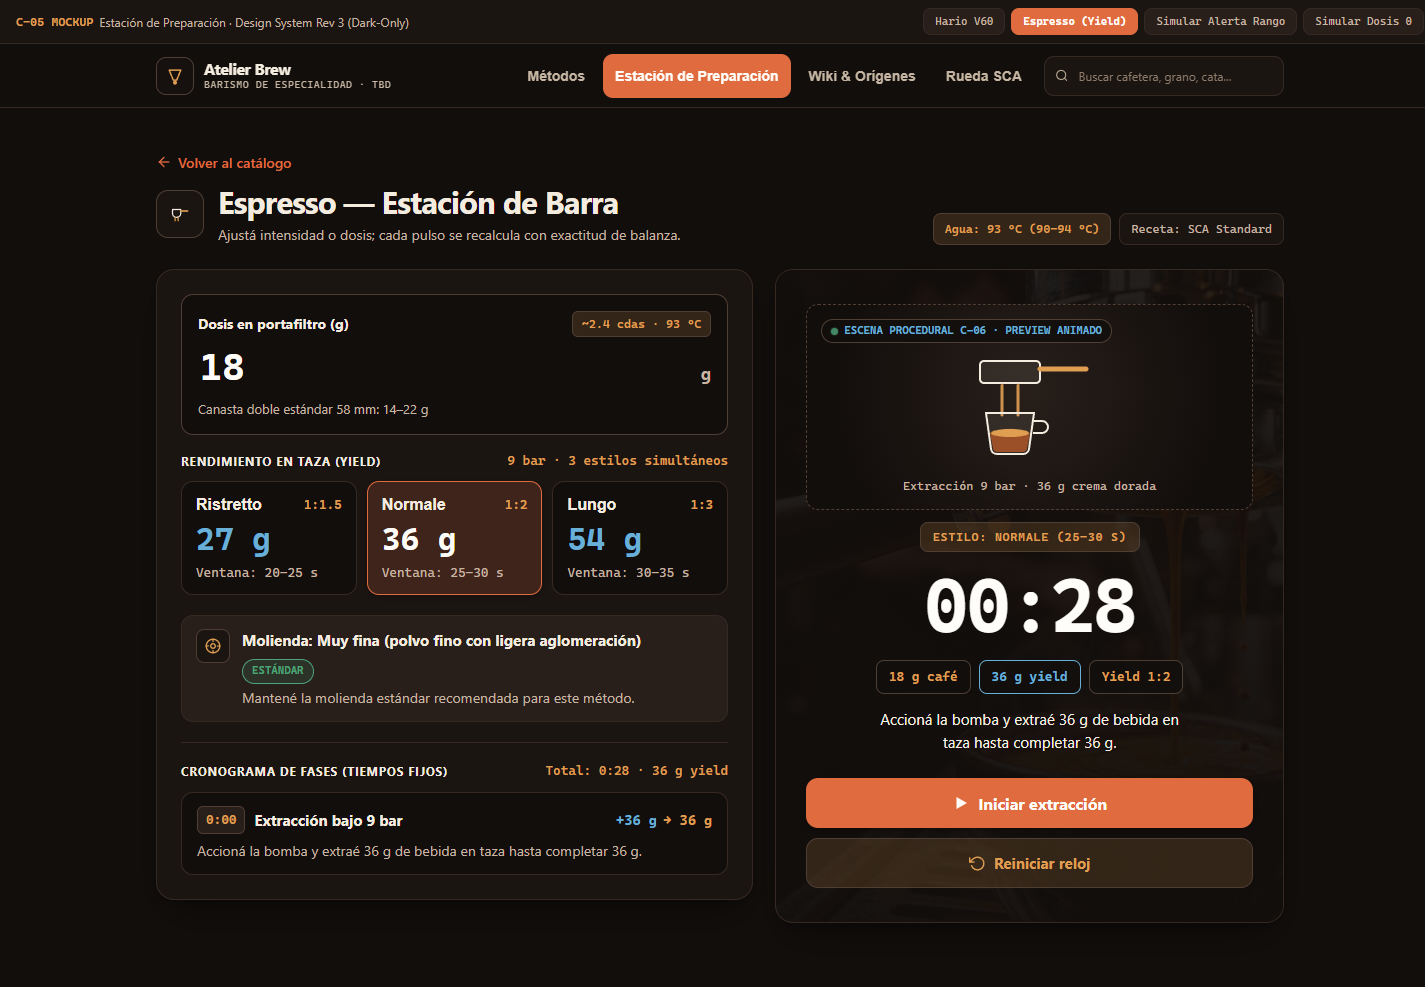 C-05 MOCKUP Estación de Preparación · Design System Rev 3 (Dark-Only)
Hario V60
Espresso (Yield)
Simular Alerta Rango
Simular Dosis 0
Atelier Brew
BARISMO DE ESPECIALIDAD · TBD
Métodos
Estación de Preparación
Wiki & Orígenes
Rueda SCA
Buscar cafetera, grano, cata...
← Volver al catálogo
Espresso — Estación de Barra
Ajustá intensidad o dosis; cada pulso se recalcula con exactitud de balanza.
Agua: 93 °C (90–94 °C)
Receta: SCA Standard
Dosis en portafiltro (g)
~2.4 cdas · 93 °C
18
g
Canasta doble estándar 58 mm: 14–22 g
RENDIMIENTO EN TAZA (YIELD)
9 bar · 3 estilos simultáneos
Ristretto 1:1.5
27 g
Ventana: 20–25 s
Normale 1:2
36 g
Ventana: 25–30 s
Lungo 1:3
54 g
Ventana: 30–35 s
Molienda: Muy fina (polvo fino con ligera aglomeración)
ESTÁNDAR
Mantené la molienda estándar recomendada para este método.
CRONOGRAMA DE FASES (TIEMPOS FIJOS)
Total: 0:28 · 36 g yield
0:00 Extracción bajo 9 bar
+36 g → 36 g
Accioná la bomba y extraé 36 g de bebida en taza hasta completar 36 g.
ESCENA PROCEDURAL C-06 · PREVIEW ANIMADO
Extracción 9 bar · 36 g crema dorada
ESTILO: NORMALE (25–30 S)
00:28
18 g café
36 g yield
Yield 1:2
Accioná la bomba y extraé 36 g de bebida en
taza hasta completar 36 g.
Iniciar extracción
Reiniciar reloj